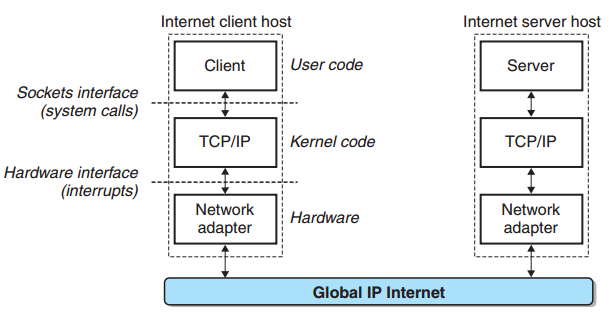 Internet client host
Internet server host
Client
User code
Server
Sockets interface
(system calls)
TCP/IP
Kernel code
TCP/IP
Hardware interface
(interrupts)
Network
adapter
Hardware
Network
adapter
Global IP Internet